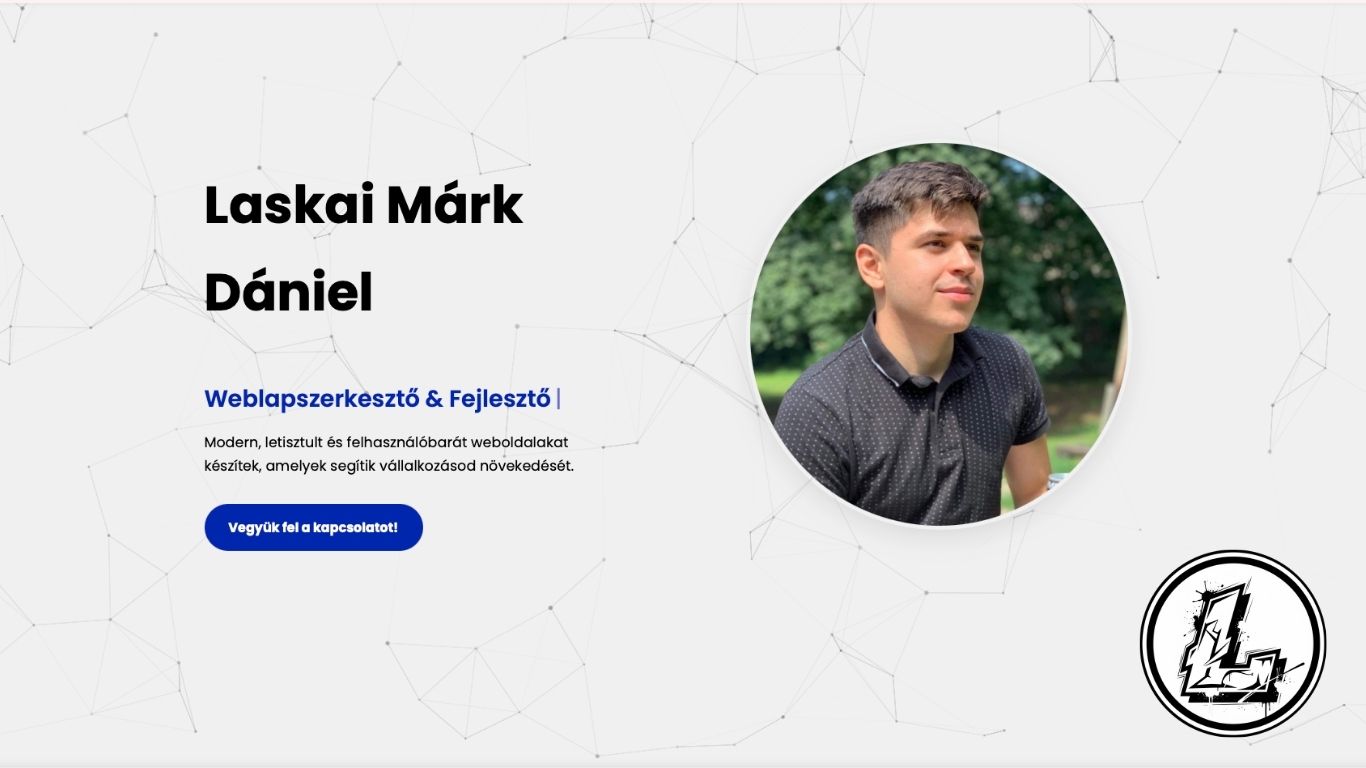 Laskai Márk
Dániel
Weblapszerkesztő & Fejlesztő |
Modern, letisztult és felhasználóbarát weboldalakat
készítek, amelyek segítik vállalkozásod növekedését.
Vegyük fel a kapcsolatot!
L